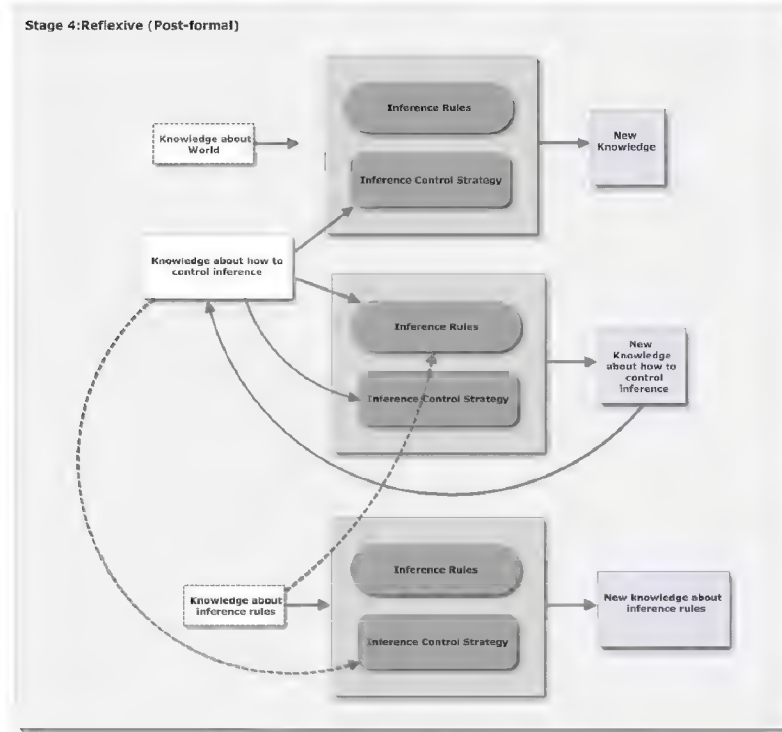 Stage 4:Reflexive (Post-formal)
Inference Rules
Knowledge about
World
New
Knowledge
Inference Control Strategy
Knowledge about how to
control inference
Inference Rules
New
Knowledge
about how to
control
inference
Inference Control Strategy
Inference Rules
Knowledge about
inference rules
New knowledge about
inference rules
Inference Control Strategy